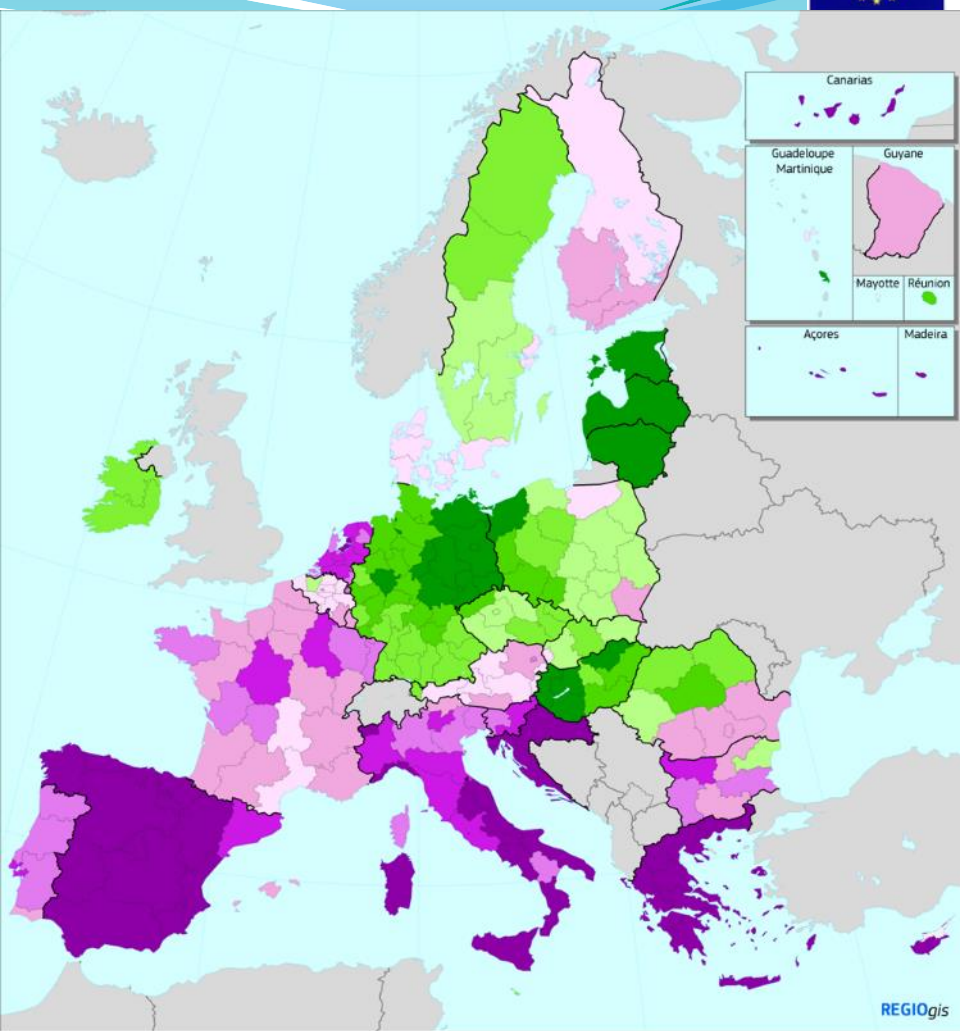 Canarias
Guadeloupe
Martinique
Guyane
Mayotte
Réunion
Açores
Madeira
REGIOgis